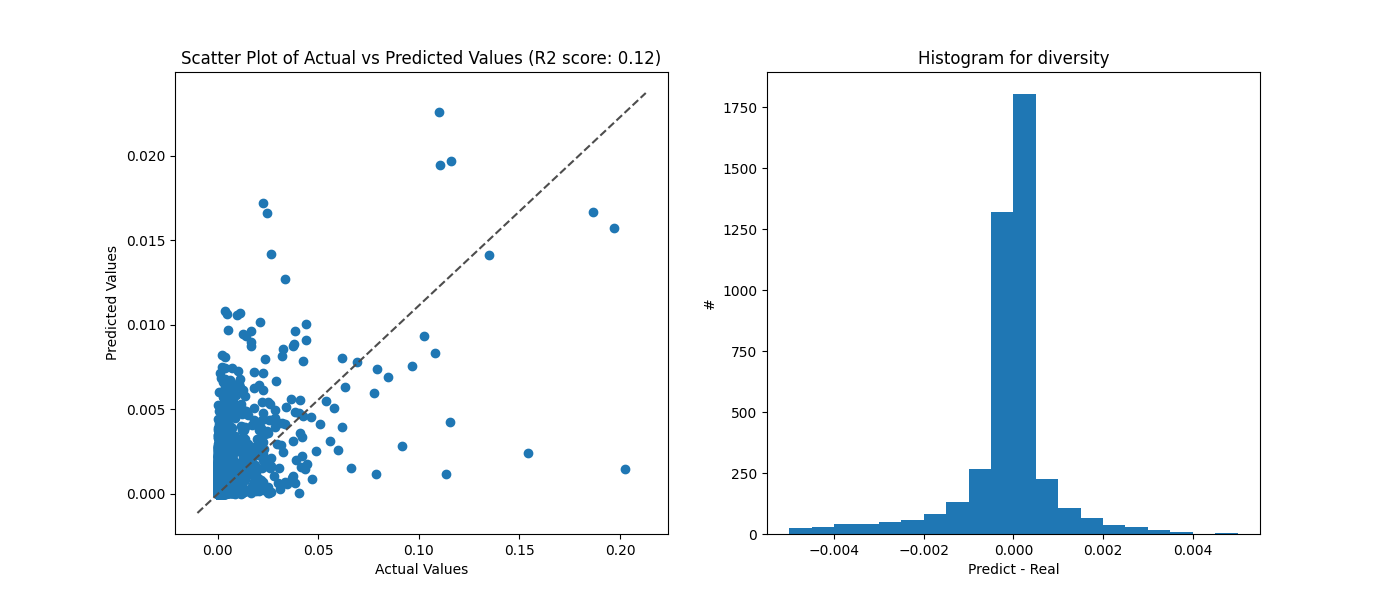 Scatter Plot of Actual vs Predicted Values (R2 score: 0.12)
Predicted Values
0.020
0.015
0.010
0.005
0.000
0.00 0.05 0.10 0.15 0.20
Actual Values
Histogram for diversity
#
1750
1500
1250
1000
750
500
250
0
−0.004 −0.002 0.000 0.002 0.004
Predict - Real